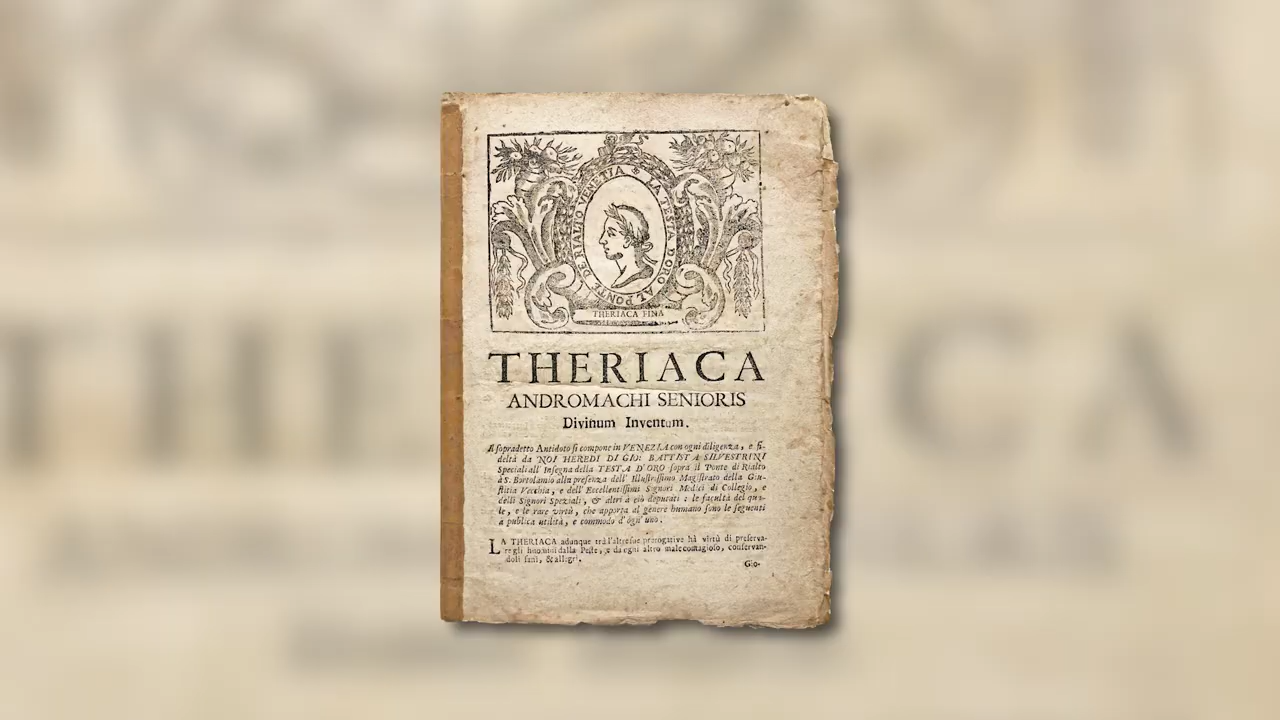 LA TESTA D'ORO AL PONTE DE RIALTO VENETIA
THERIACA FINA
THERIACA
ANDROMACHI SENIORIS
Divinum Inventum.
Il sopradetto Antidoto si compone in VENEZIA con ogni diligenza, e fi-
deltà da NOI HEREDI DI GIO: BATTISTA SILVESTRINI
Speciali all' Insegna della TESTA D'ORO sopra il Ponte di Rialto
à S. Bortolamio alla presenza dell' Illustrissimo Magistrato della Giu-
stitia Vecchia, e dell' Eccellentissimi Signori Medici di Collegio, e
delli Signori Speziali, & altri à ciò deputati: le facultà del qua-
le, e le rare virtù, che apporta al genere humano sono le seguenti
a publica utilità, e commodo d'ogn' uno.
LA THERIACA adunque trà l'altre sue prerogative hà virtù di preserva-
re gli huomini dalla Peste, e da ogni altro male contagioso, conservan-
doli sani, & allegri.
Gio-